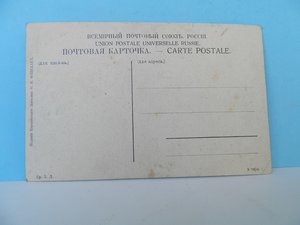 ВСЕМІРНЫЙ ПОЧТОВЫЙ СОЮЗЪ. РОССІЯ
UNION POSTALE UNIVERSELLE RUSSIE.
ПОЧТОВАЯ КАРТОЧКА. — CARTE POSTALE.
(для письма).
(для адреса).